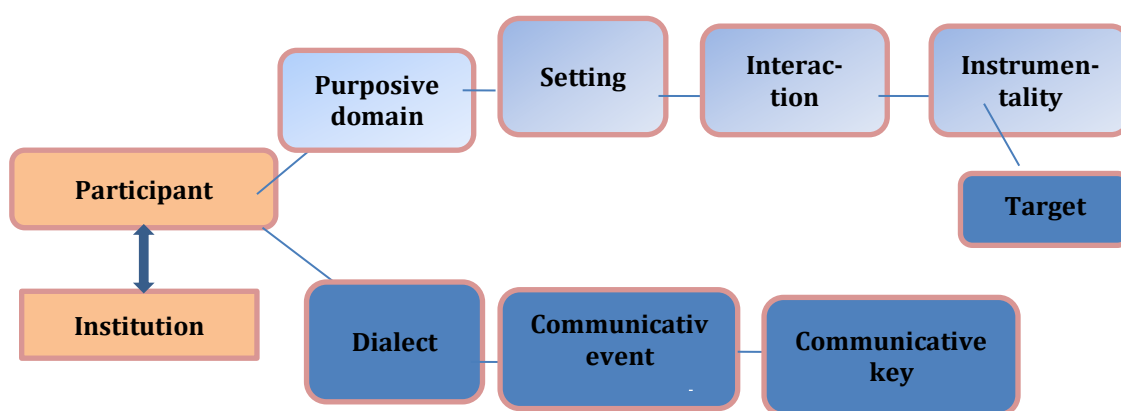 Purposive
domain
Setting
Interac-
tion
Instrumen-
tality
Participant
Target
Institution
Dialect
Communicativ
event
-
Communicative
key